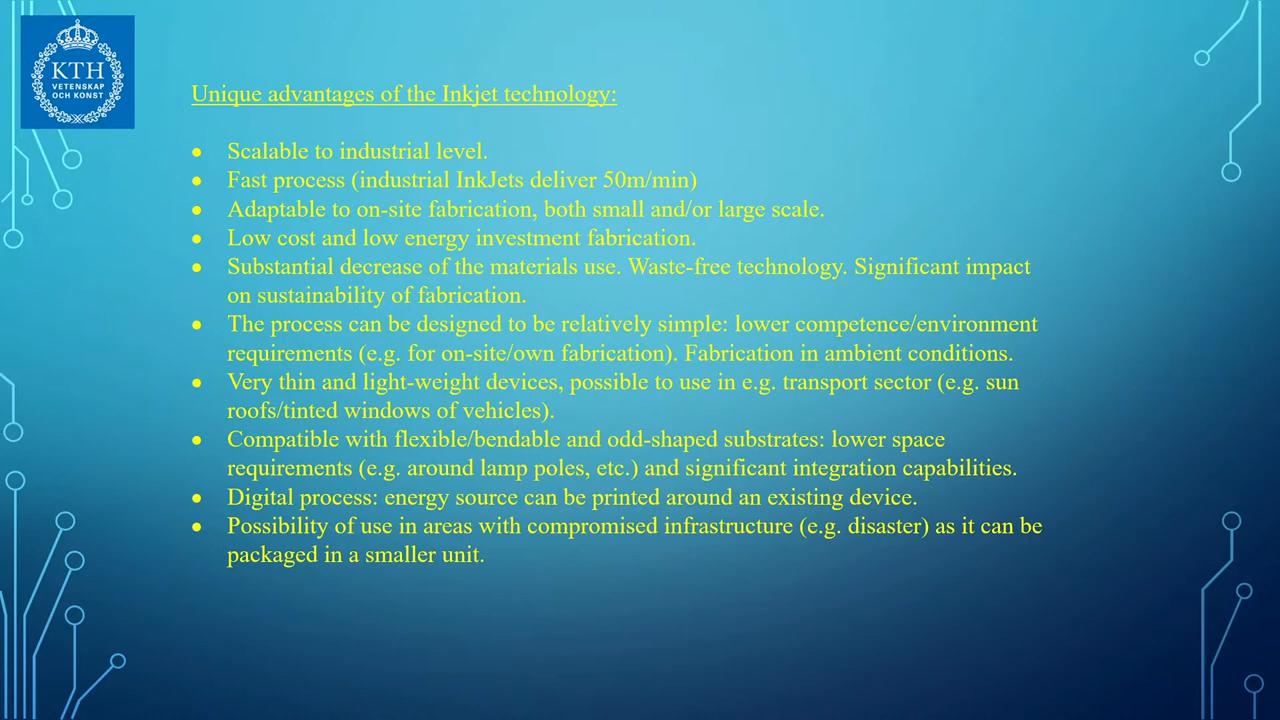 KTH
VETENSKAP
OCH KONST
Unique advantages of the Inkjet technology:
• Scalable to industrial level.
• Fast process (industrial InkJets deliver 50m/min)
• Adaptable to on-site fabrication, both small and/or large scale.
• Low cost and low energy investment fabrication.
• Substantial decrease of the materials use. Waste-free technology. Significant impact
on sustainability of fabrication.
• The process can be designed to be relatively simple: lower competence/environment
requirements (e.g. for on-site/own fabrication). Fabrication in ambient conditions.
• Very thin and light-weight devices, possible to use in e.g. transport sector (e.g. sun
roofs/tinted windows of vehicles).
• Compatible with flexible/bendable and odd-shaped substrates: lower space
requirements (e.g. around lamp poles, etc.) and significant integration capabilities.
• Digital process: energy source can be printed around an existing device.
• Possibility of use in areas with compromised infrastructure (e.g. disaster) as it can be
packaged in a smaller unit.